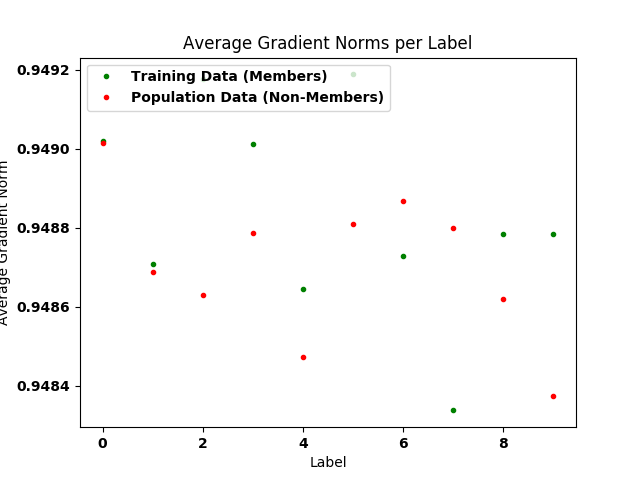 Average Gradient Norms per Label
Training Data (Members)
Population Data (Non-Members)
0.9492
0.9490
0.9488
0.9486
0.9484
Average Gradient Norm
0
2
4
6
8
Label